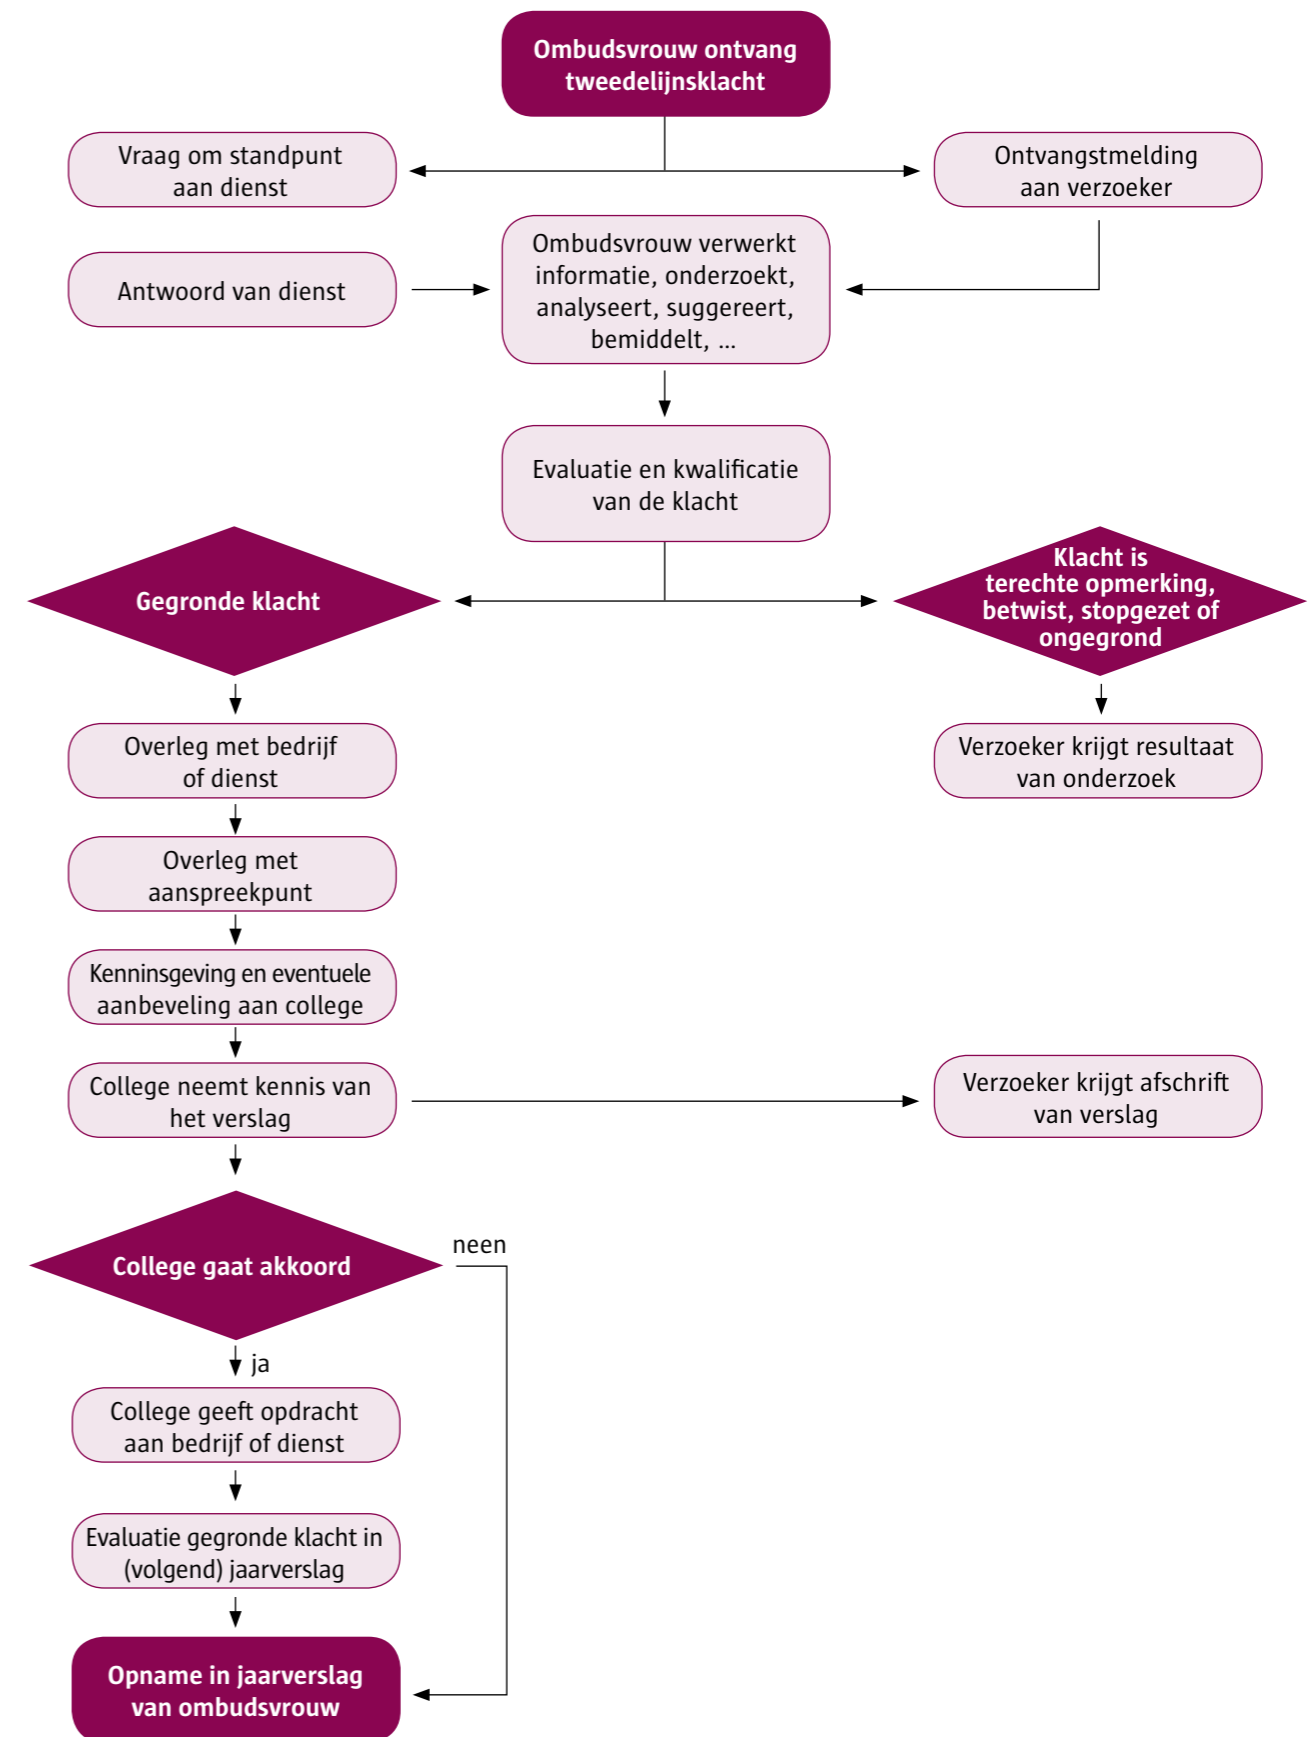 Ombudsvrouw ontvang
tweedelijnsklacht
Vraag om standpunt
aan dienst
Ontvangstmelding
aan verzoeker
Antwoord van dienst
Ombudsvrouw verwerkt
informatie, onderzoekt,
analyseert, suggereert,
bemiddelt, ...
Evaluatie en kwalificatie
van de klacht
Gegronde klacht
Klacht is
terechte opmerking,
betwist, stopgezet of
ongegrond
Overleg met bedrijf
of dienst
Verzoeker krijgt resultaat
van onderzoek
Overleg met
aanspreekpunt
Kenninsgeving en eventuele
aanbeveling aan college
College neemt kennis van
het verslag
Verzoeker krijgt afschrift
van verslag
College gaat akkoord
neen
ja
College geeft opdracht
aan bedrijf of dienst
Evaluatie gegronde klacht in
(volgend) jaarverslag
Opname in jaarverslag
van ombudsvrouw